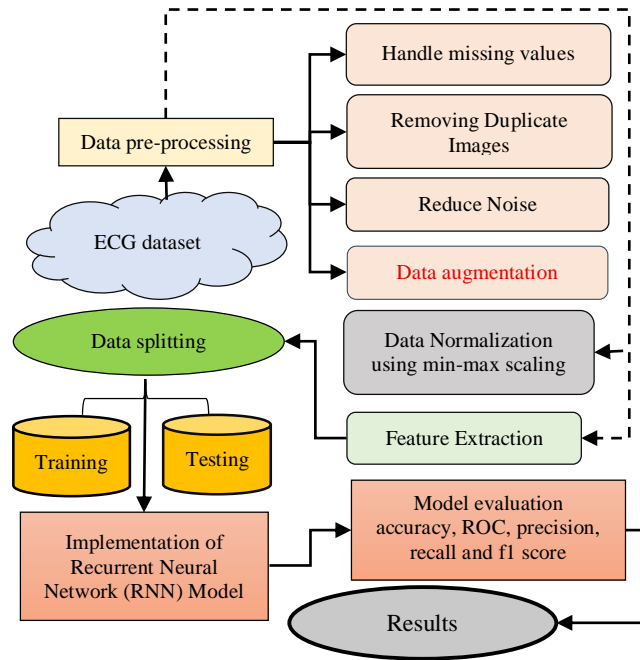 Handle missing values
Data pre-processing
Removing Duplicate
Images
Reduce Noise
ECG dataset
Data augmentation
Data splitting
Data Normalization
using min-max scaling
Feature Extraction
Training
Testing
Implementation of
Recurrent Neural
Network (RNN) Model
Model evaluation
accuracy, ROC, precision,
recall and f1 score
Results